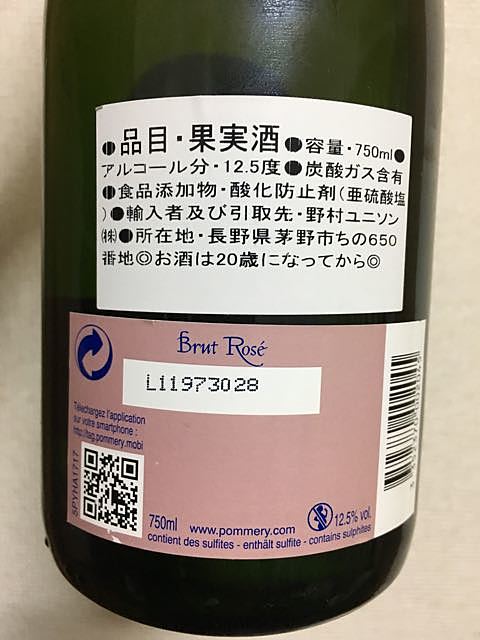 ●品目・果実酒●容量・750ml●
アルコール分・12.5度●炭酸ガス含有
●食品添加物・酸化防止剤(亜硫酸塩
)●輸入者及び引取先・野村ユニソン
(株)●所在地・長野県茅野市ちの650
番地◎お酒は20歳になってから◎
Brut Rosé
L11973028
Téléchargez l'application
sur votre smartphone :
http://tag.pommery.mobi
SPYHA1717
750ml
www.pommery.com
12.5% vol.
contient des sulfites - enthält sulfite - contains sulphites